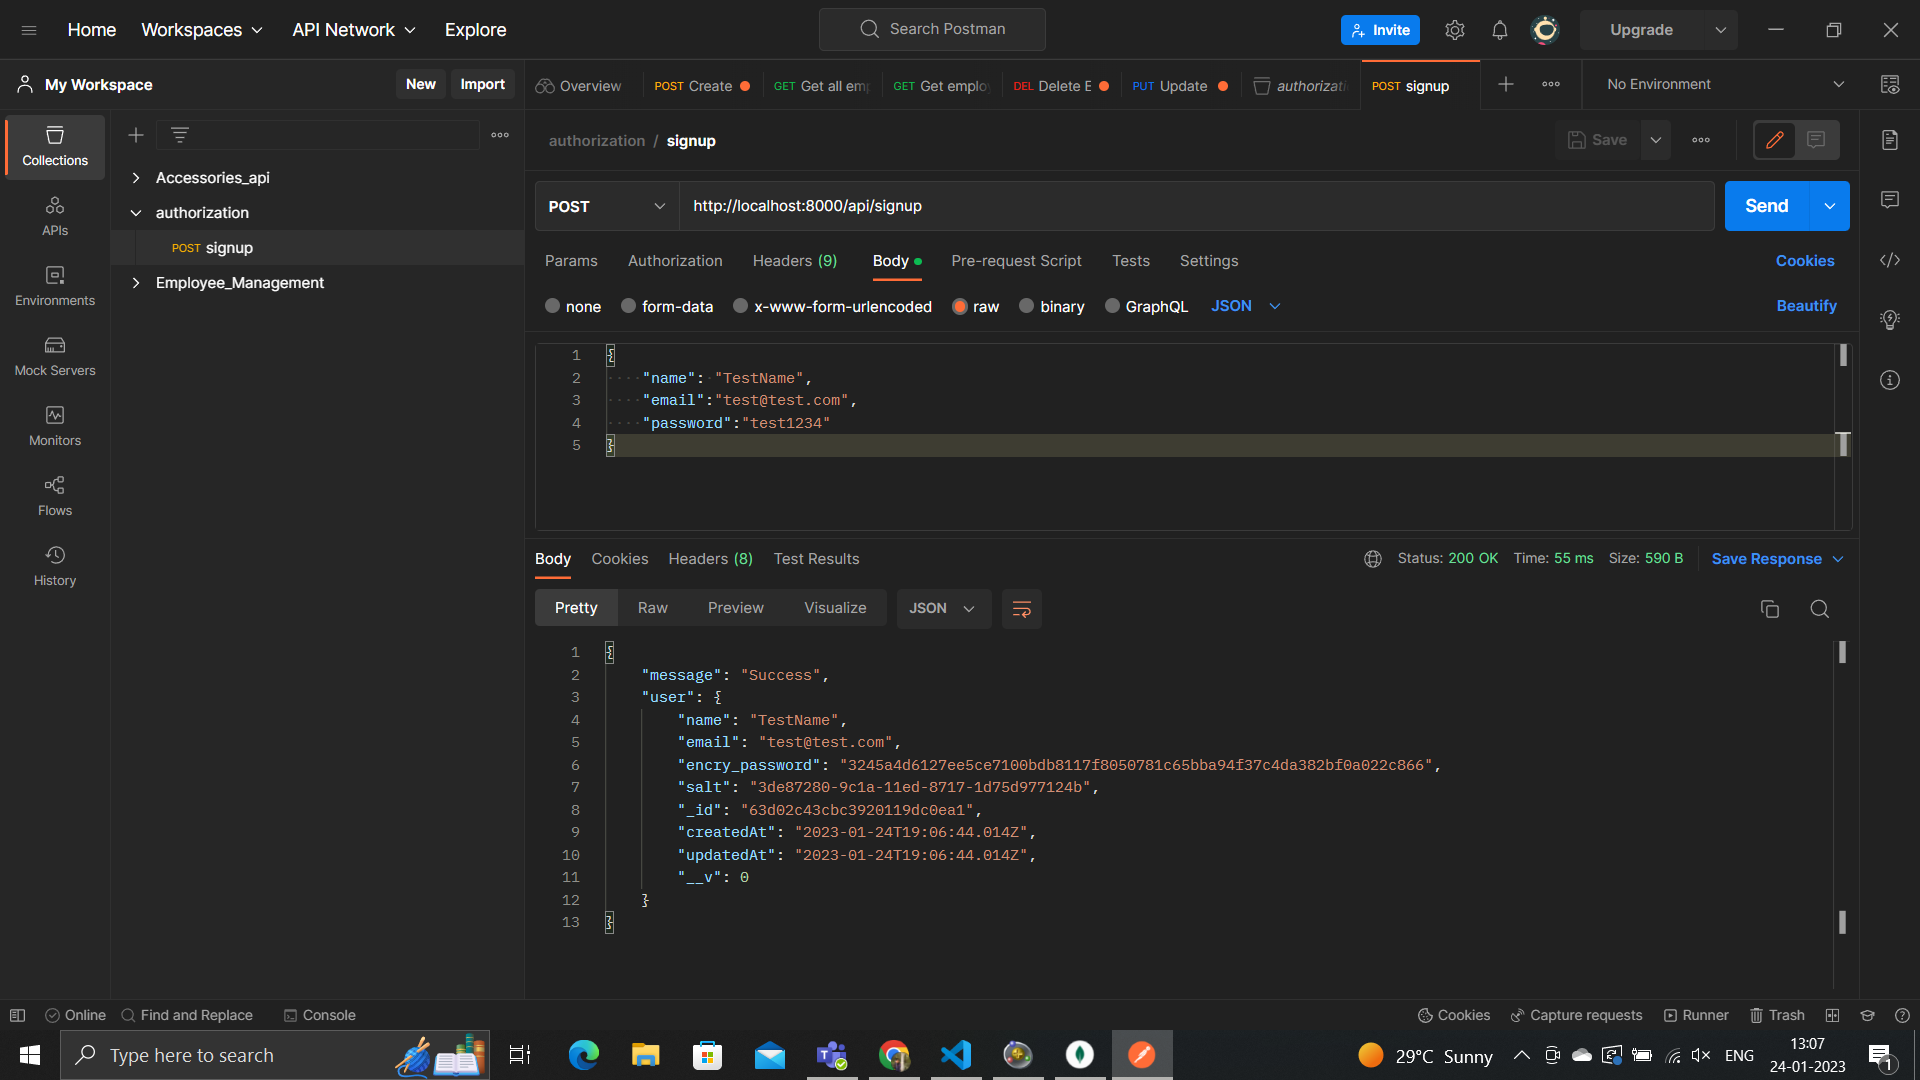 Home Workspaces API Network Explore Search Postman Invite Upgrade
My Workspace New Import Overview POST Create GET Get all emp GET Get emplo DEL Delete E PUT Update authorizati POST signup No Environment
authorization / signup Save
Collections
APIs
Environments
Mock Servers
Monitors
Flows
History
Accessories_api
authorization
POST signup
Employee_Management
POST http://localhost:8000/api/signup Send
Params Authorization Headers (9) Body Pre-request Script Tests Settings Cookies
none form-data x-www-form-urlencoded raw binary GraphQL JSON Beautify
1 {
2 "name": "TestName",
3 "email":"test@test.com",
4 "password":"test1234"
5 }
Body Cookies Headers (8) Test Results Status: 200 OK Time: 55 ms Size: 590 B Save Response
Pretty Raw Preview Visualize JSON
1 {
2 "message": "Success",
3 "user": {
4 "name": "TestName",
5 "email": "test@test.com",
6 "encry_password": "3245a4d6127ee5ce7100bdb8117f8050781c65bba94f37c4da382bf0a022c866",
7 "salt": "3de87280-9c1a-11ed-8717-1d75d977124b",
8 "_id": "63d02c43cbc3920119dc0ea1",
9 "createdAt": "2023-01-24T19:06:44.014Z",
10 "updatedAt": "2023-01-24T19:06:44.014Z",
11 "__v": 0
12 }
13 }
Online Find and Replace Console Cookies Capture requests Runner Trash
Type here to search 29°C Sunny ENG 13:07
24-01-2023 1